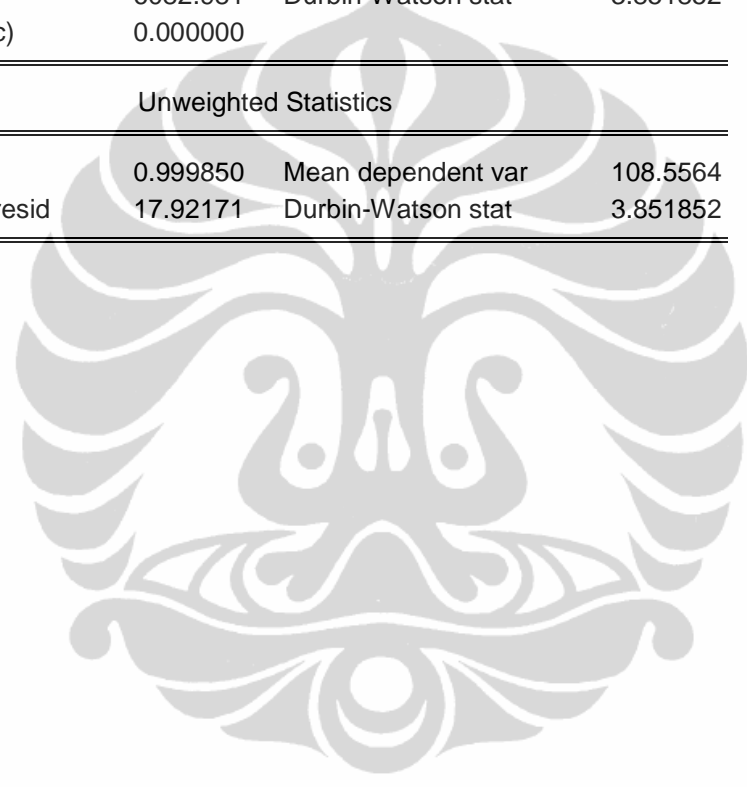 c) 0.000000
Unweighted Statistics
0.999850 Mean dependent var 108.5564
resid 17.92171 Durbin-Watson stat 3.851852